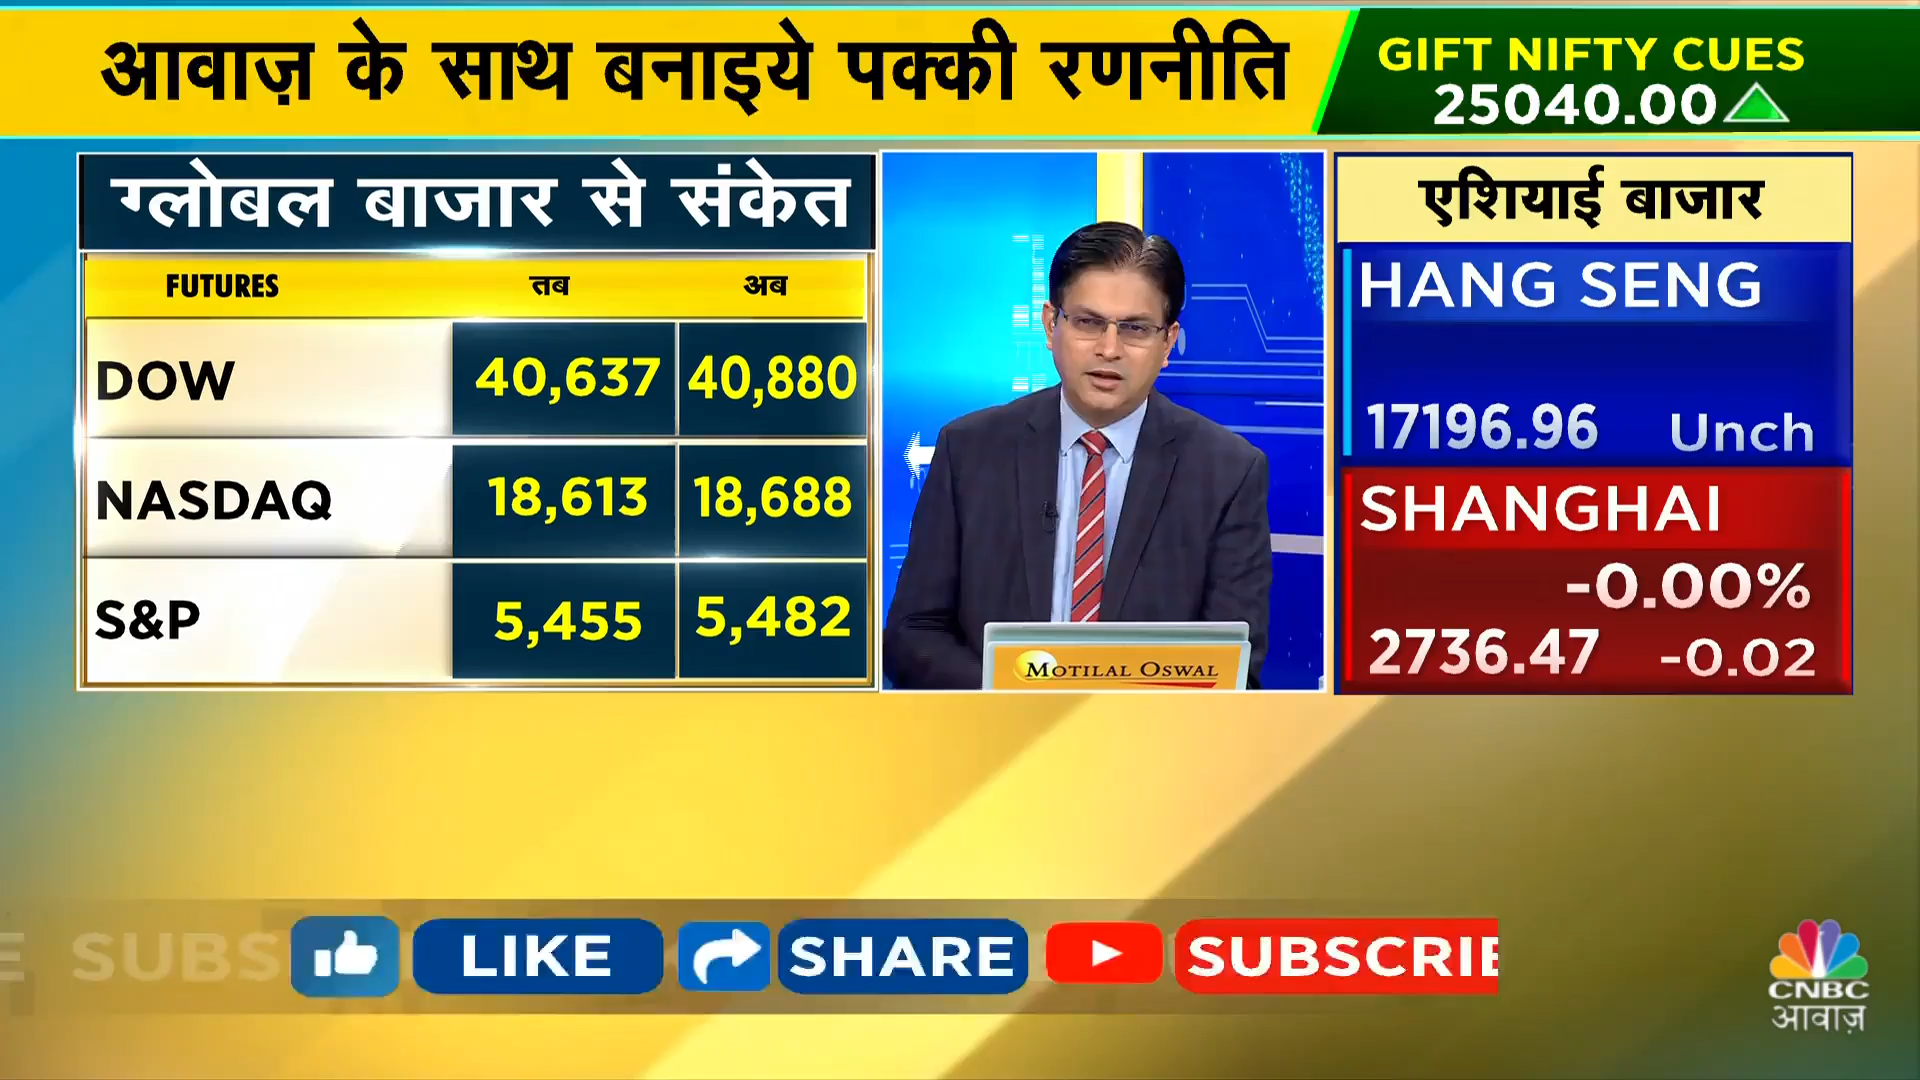 आवाज़ के साथ बनाइये पक्की रणनीति
GIFT NIFTY CUES
25040.00
ग्लोबल बाजार से संकेत
FUTURES तब अब
DOW 40,637 40,880
NASDAQ 18,613 18,688
S&P 5,455 5,482
MOTILAL OSWAL
एशियाई बाजार
HANG SENG
17196.96 Unch
SHANGHAI
-0.00%
2736.47 -0.02
E SUBS LIKE SHARE SUBSCRIE
CNBC
आवाज़